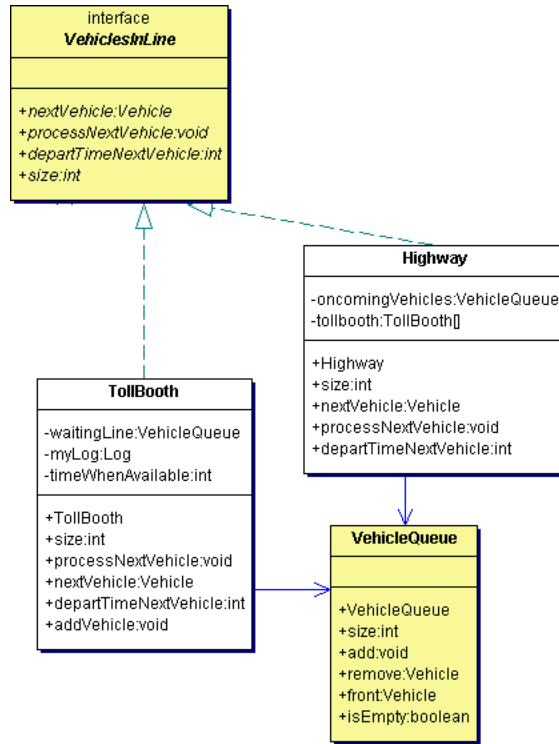 interface
VehiclesInLine
+nextVehicle:Vehicle
+processNextVehicle:void
+departTimeNextVehicle:int
+size:int
Highway
-oncomingVehicles:VehicleQueue
-tollbooth:TollBooth[]
+Highway
+size:int
+nextVehicle:Vehicle
+processNextVehicle:void
+departTimeNextVehicle:int
TollBooth
-waitingLine:VehicleQueue
-myLog:Log
-timeWhenAvailable:int
+TollBooth
+size:int
+processNextVehicle:void
+nextVehicle:Vehicle
+departTimeNextVehicle:int
+addVehicle:void
VehicleQueue
+VehicleQueue
+size:int
+add:void
+remove:Vehicle
+front:Vehicle
+isEmpty:boolean